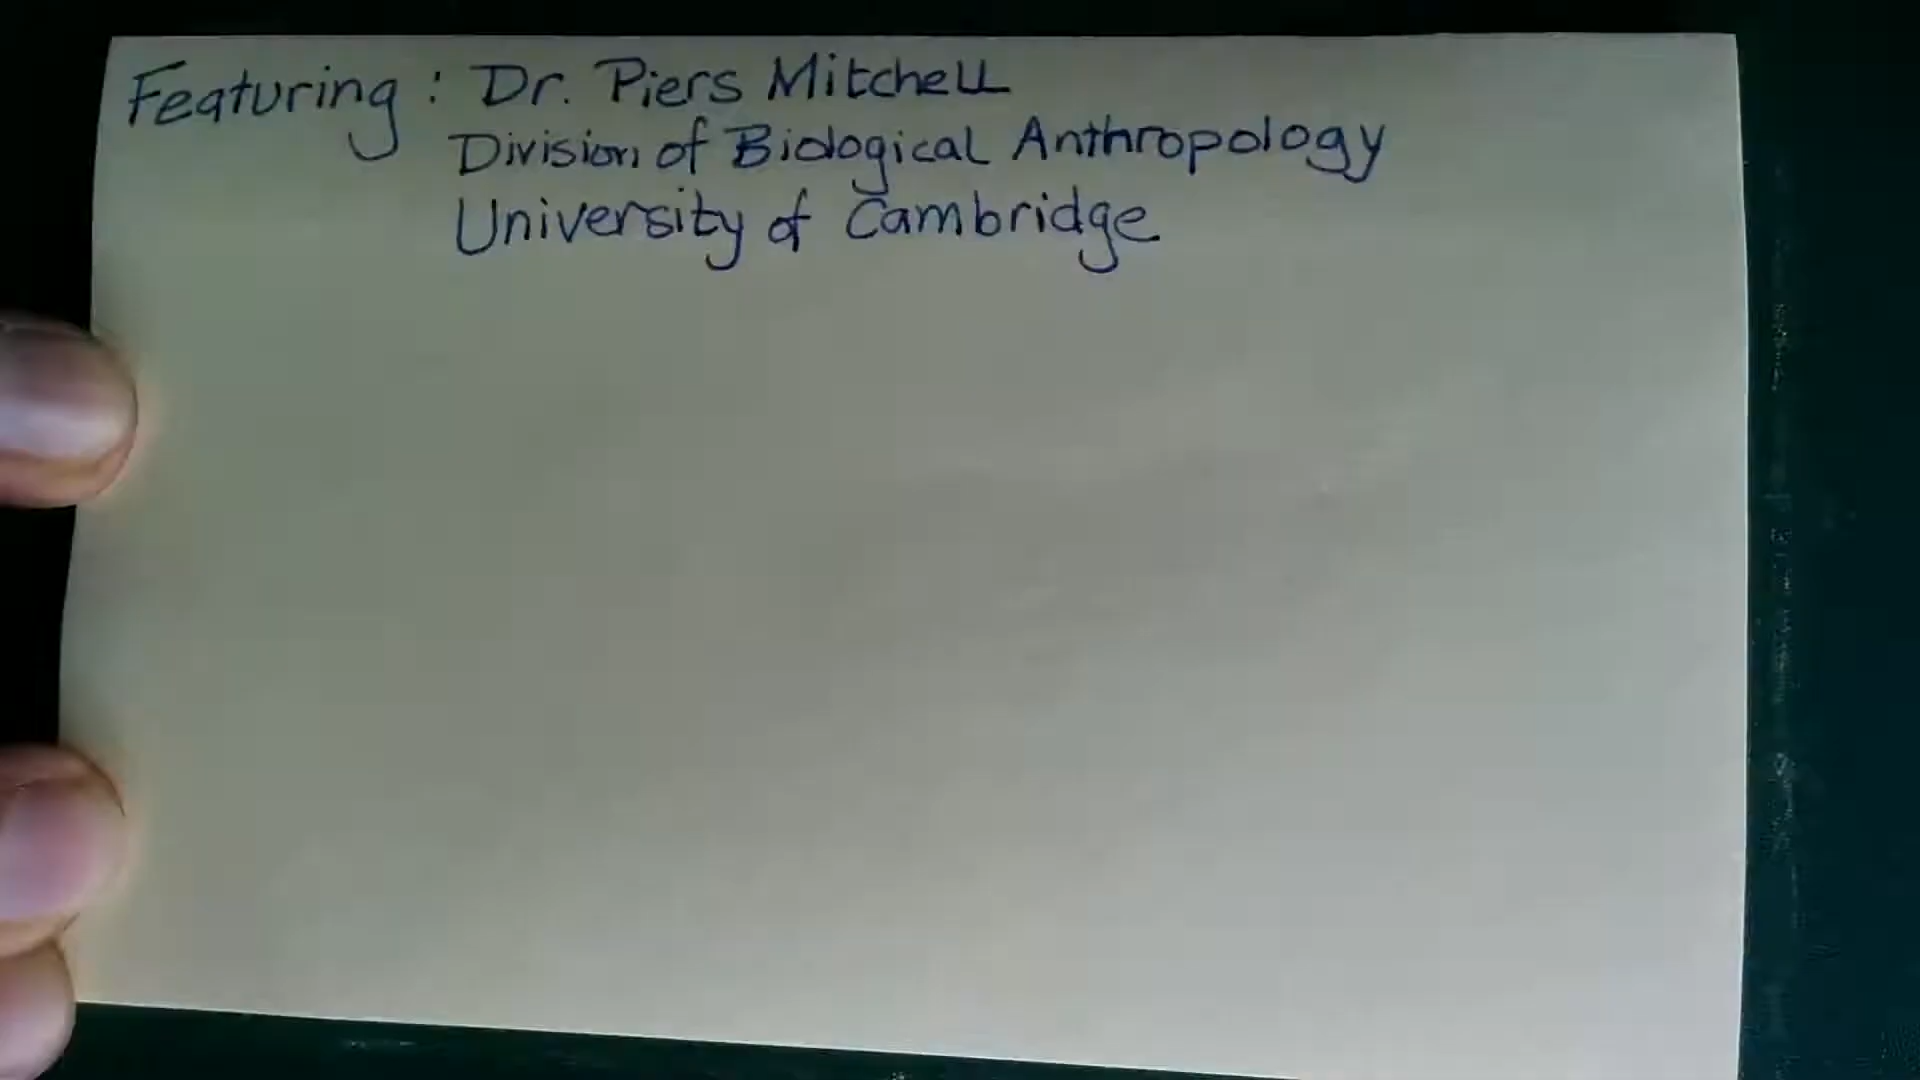 Featuring: Dr. Piers Mitchell
Division of Biological Anthropology
University of Cambridge